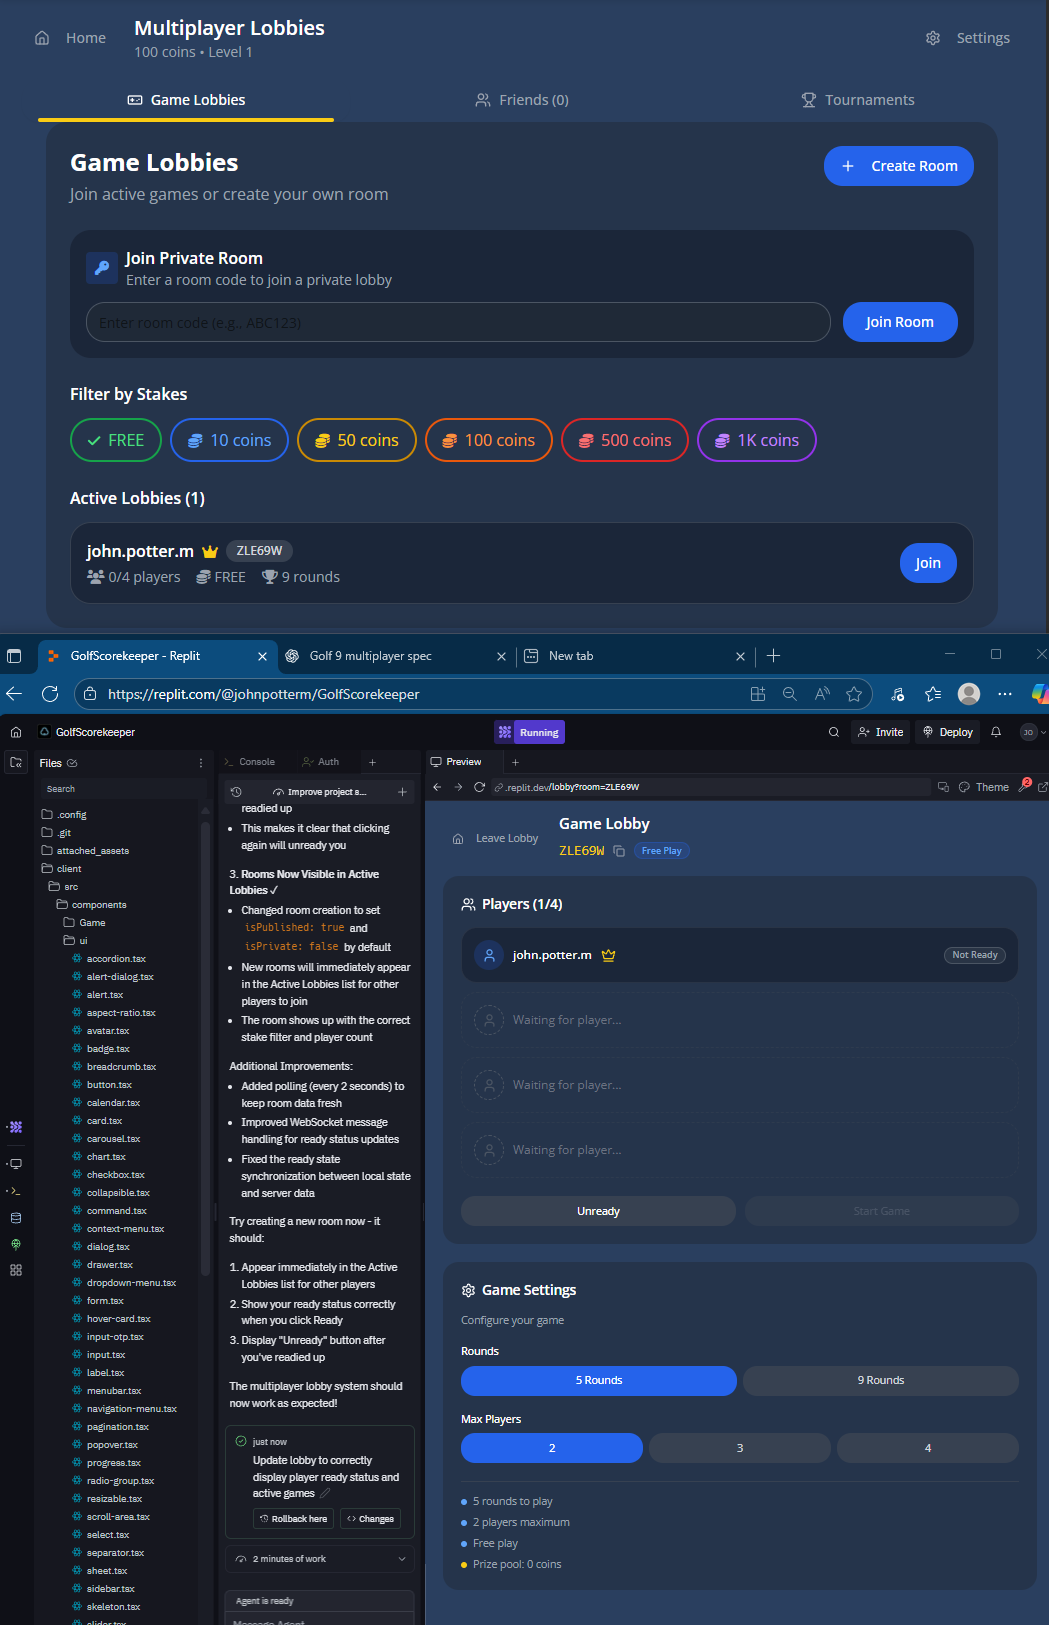 Home
Multiplayer Lobbies
100 coins • Level 1
Settings
Game Lobbies
Friends (0)
Tournaments
Game Lobbies
Join active games or create your own room
+ Create Room
Join Private Room
Enter a room code to join a private lobby
Enter room code (e.g., ABC123)
Join Room
Filter by Stakes
FREE
10 coins
50 coins
100 coins
500 coins
1K coins
Active Lobbies (1)
john.potter.m
ZLE69W
0/4 players
FREE
9 rounds
Join
GolfScorekeeper - Replit
Golf 9 multiplayer spec
New tab
https://replit.com/@johnpotterm/GolfScorekeeper
GolfScorekeeper
Running
Invite
Deploy
JO
Files
Search
.config
.git
attached_assets
client
src
components
Game
ui
accordion.tsx
alert-dialog.tsx
alert.tsx
aspect-ratio.tsx
avatar.tsx
badge.tsx
breadcrumb.tsx
button.tsx
calendar.tsx
card.tsx
carousel.tsx
chart.tsx
checkbox.tsx
collapsible.tsx
command.tsx
context-menu.tsx
dialog.tsx
drawer.tsx
dropdown-menu.tsx
form.tsx
hover-card.tsx
input-otp.tsx
input.tsx
label.tsx
menubar.tsx
navigation-menu.tsx
pagination.tsx
popover.tsx
progress.tsx
radio-group.tsx
resizable.tsx
scroll-area.tsx
select.tsx
separator.tsx
sheet.tsx
sidebar.tsx
skeleton.tsx
slider.tsx
Console
Auth
Improve project s...
readied up
• This makes it clear that clicking
again will unready you
3. Rooms Now Visible in Active
Lobbies ✓
• Changed room creation to set
isPublished: true and
isPrivate: false by default
• New rooms will immediately appear
in the Active Lobbies list for other
players to join
• The room shows up with the correct
stake filter and player count
Additional Improvements:
• Added polling (every 2 seconds) to
keep room data fresh
• Improved WebSocket message
handling for ready status updates
• Fixed the ready state
synchronization between local state
and server data
Try creating a new room now - it
should:
1. Appear immediately in the Active
Lobbies list for other players
2. Show your ready status correctly
when you click Ready
3. Display "Unready" button after
you've readied up
The multiplayer lobby system should
now work as expected!
just now
Update lobby to correctly
display player ready status and
active games
Rollback here
Changes
2 minutes of work
Agent is ready
Message Agent
Preview
.replit.dev/lobby?room=ZLE69W
Theme
2
Leave Lobby
Game Lobby
ZLE69W
Free Play
Players (1/4)
john.potter.m
Not Ready
Waiting for player...
Waiting for player...
Waiting for player...
Unready
Start Game
Game Settings
Configure your game
Rounds
5 Rounds
9 Rounds
Max Players
2
3
4
• 5 rounds to play
• 2 players maximum
• Free play
• Prize pool: 0 coins